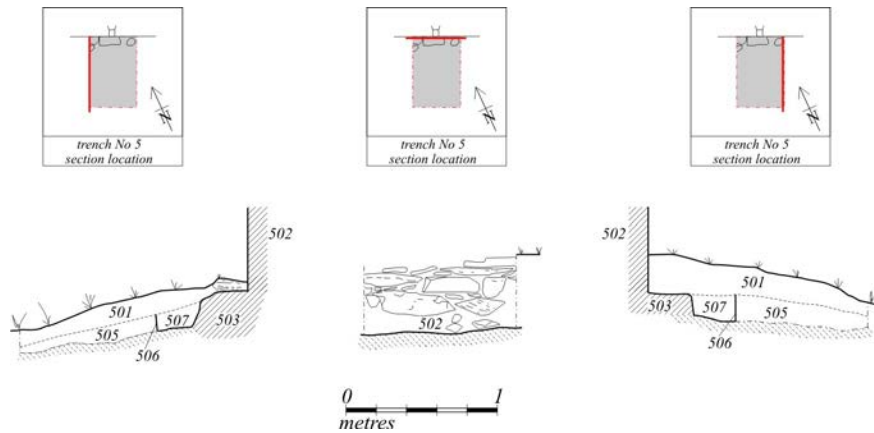 N
trench No 5
section location
N
trench No 5
section location
N
trench No 5
section location
502
501
505
507
503
506
502
502
501
503
507
505
506
0 1
metres